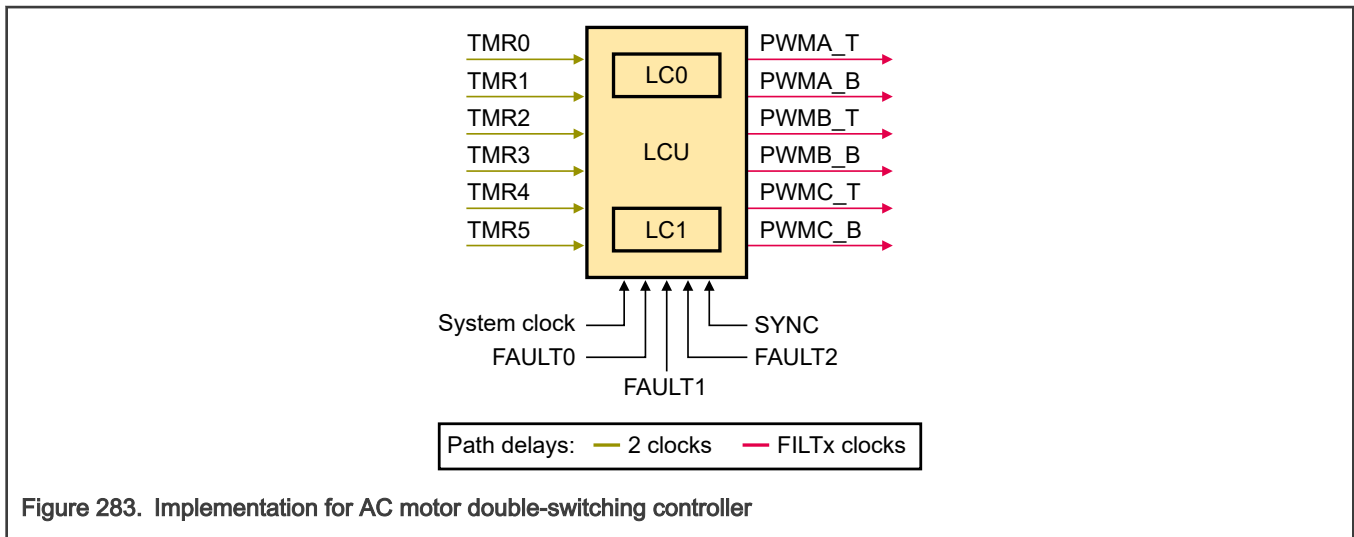 TMR0
TMR1
TMR2
TMR3
TMR4
TMR5
LC0
LCU
LC1
PWMA_T
PWMA_B
PWMB_T
PWMB_B
PWMC_T
PWMC_B
System clock
SYNC
FAULT0
FAULT2
FAULT1
Path delays: 2 clocks FILTx clocks
Figure 283. Implementation for AC motor double-switching controller